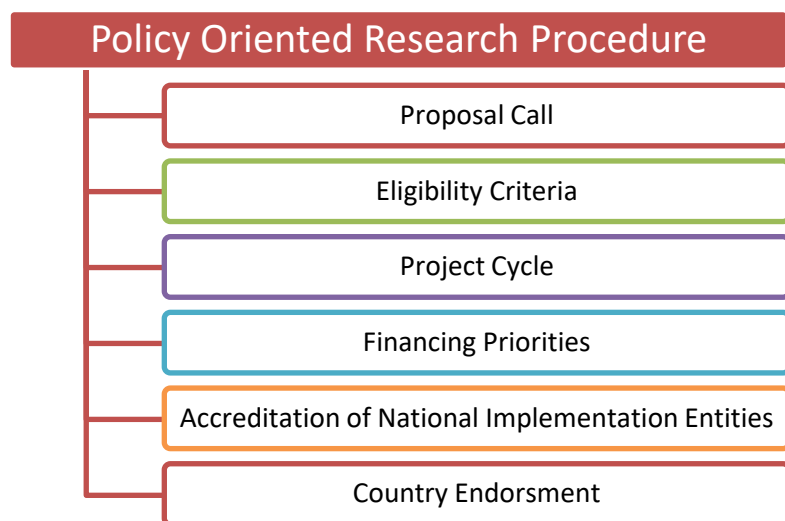 Policy Oriented Research Procedure
Proposal Call
Eligibility Criteria
Project Cycle
Financing Priorities
Accreditation of National Implementation Entities
Country Endorsment